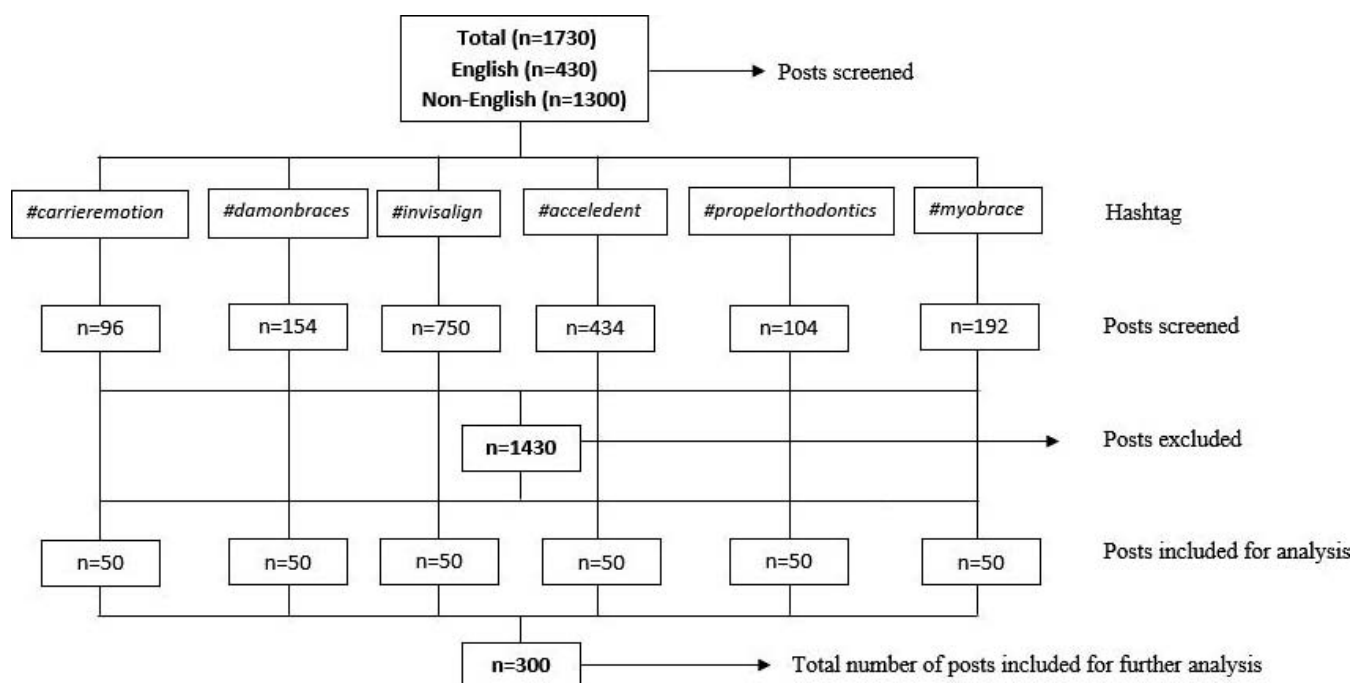 Total (n=1730)
English (n=430)
Non-English (n=1300)
Posts screened
#carrieremotion
#damonbraces
#invisalign
#acceledent
#propelorthodontics
#myobrace
Hashtag
n=96
n=154
n=750
n=434
n=104
n=192
Posts screened
n=1430
Posts excluded
n=50
n=50
n=50
n=50
n=50
n=50
Posts included for analysis
n=300
Total number of posts included for further analysis